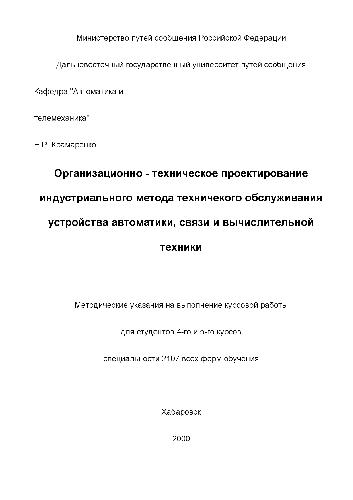 Министерство путей сообщения Российской Федерации
Дальневосточный государственный университет путей сообщения
Кафедра "Автоматика и
телемеханика"
Крамаренко
Организационно - техническое проектирование
индустриального метода техничекого обслуживания
устройства автоматики, связи и вычислительной
техники
Методические указания на выполнение курсовой работы
для студентов 4-го и 5-го курсов
специальности 2107 всех форм обучения
Хабаровск
2000